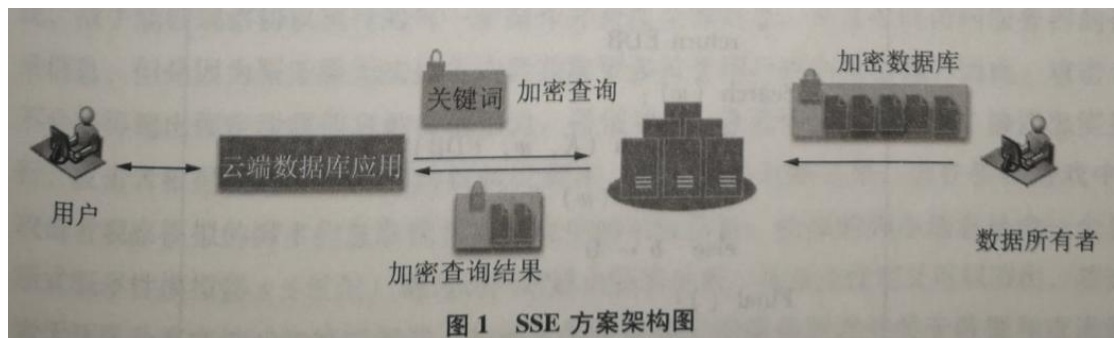 加密数据库
关键词
加密查询
云端数据库应用
用户
数据所有者
加密查询结果
图1 SSE 方案架构图